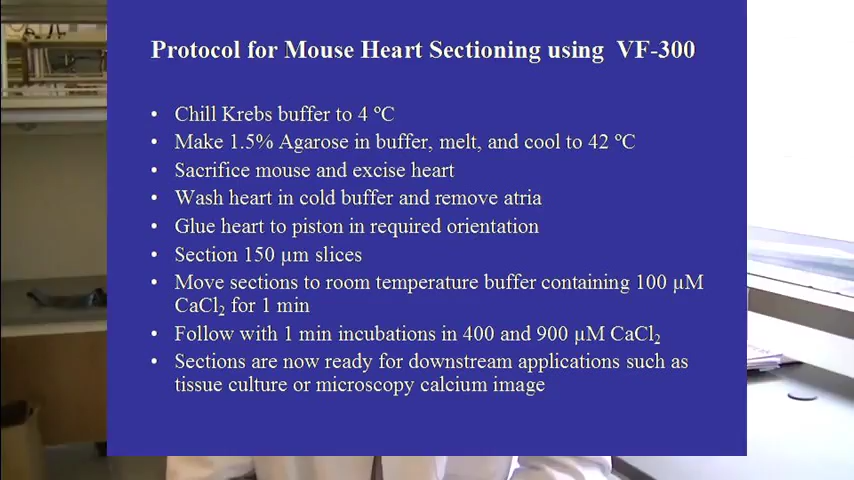 Protocol for Mouse Heart Sectioning using VF-300
• Chill Krebs buffer to 4 ºC
• Make 1.5% Agarose in buffer, melt, and cool to 42 ºC
• Sacrifice mouse and excise heart
• Wash heart in cold buffer and remove atria
• Glue heart to piston in required orientation
• Section 150 µm slices
• Move sections to room temperature buffer containing 100 µM
CaCl₂ for 1 min
• Follow with 1 min incubations in 400 and 900 µM CaCl₂
• Sections are now ready for downstream applications such as
tissue culture or microscopy calcium image